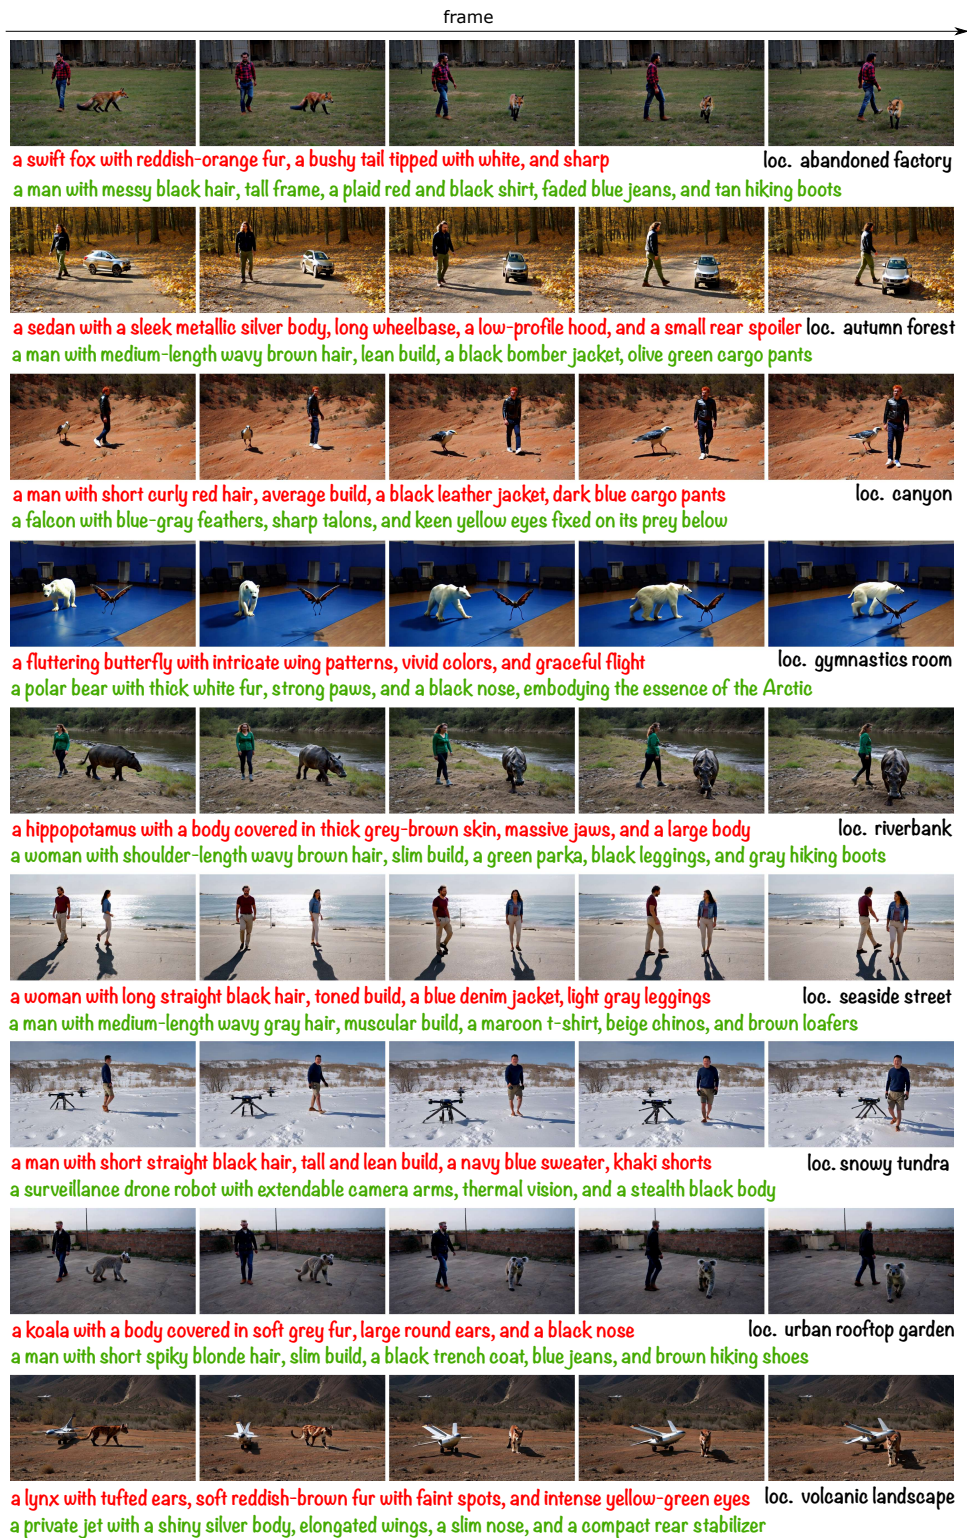 frame
a swift fox with reddish-orange fur, a bushy tail tipped with white, and sharp loc. abandoned factory
a man with messy black hair, tall frame, a plaid red and black shirt, faded blue jeans, and tan hiking boots
a sedan with a sleek metallic silver body, long wheelbase, a low-profile hood, and a small rear spoiler loc. autumn forest
a man with medium-length wavy brown hair, lean build, a black bomber jacket, olive green cargo pants
a man with short curly red hair, average build, a black leather jacket, dark blue cargo pants loc. canyon
a falcon with blue-gray feathers, sharp talons, and keen yellow eyes fixed on its prey below
a fluttering butterfly with intricate wing patterns, vivid colors, and graceful flight loc. gymnastics room
a polar bear with thick white fur, strong paws, and a black nose, embodying the essence of the Arctic
a hippopotamus with a body covered in thick grey-brown skin, massive jaws, and a large body loc. riverbank
a woman with shoulder-length wavy brown hair, slim build, a green parka, black leggings, and gray hiking boots
a woman with long straight black hair, toned build, a blue denim jacket, light gray leggings loc. seaside street
a man with medium-length wavy gray hair, muscular build, a maroon t-shirt, beige chinos, and brown loafers
a man with short straight black hair, tall and lean build, a navy blue sweater, khaki shorts loc. snowy tundra
a surveillance drone robot with extendable camera arms, thermal vision, and a stealth black body
a koala with a body covered in soft grey fur, large round ears, and a black nose loc. urban rooftop garden
a man with short spiky blonde hair, slim build, a black trench coat, blue jeans, and brown hiking shoes
a lynx with tufted ears, soft reddish-brown fur with faint spots, and intense yellow-green eyes loc. volcanic landscape
a private jet with a shiny silver body, elongated wings, a slim nose, and a compact rear stabilizer